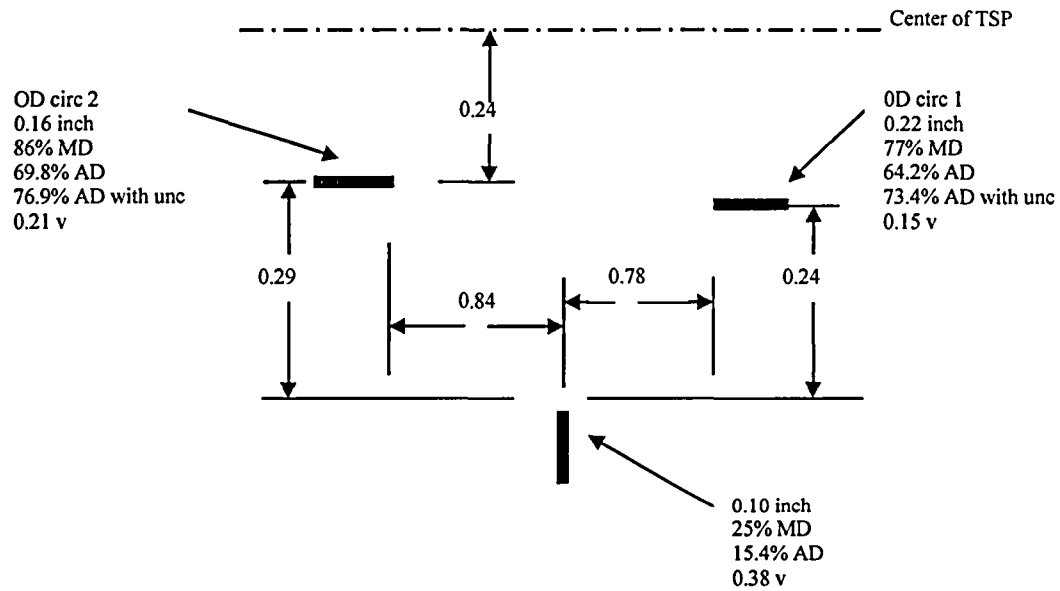 Center of TSP
OD circ 2
0.16 inch
86% MD
69.8% AD
76.9% AD with unc
0.21 v
0.24
0D circ 1
0.22 inch
77% MD
64.2% AD
73.4% AD with unc
0.15 v
0.29
0.84
0.78
0.24
0.10 inch
25% MD
15.4% AD
0.38 v